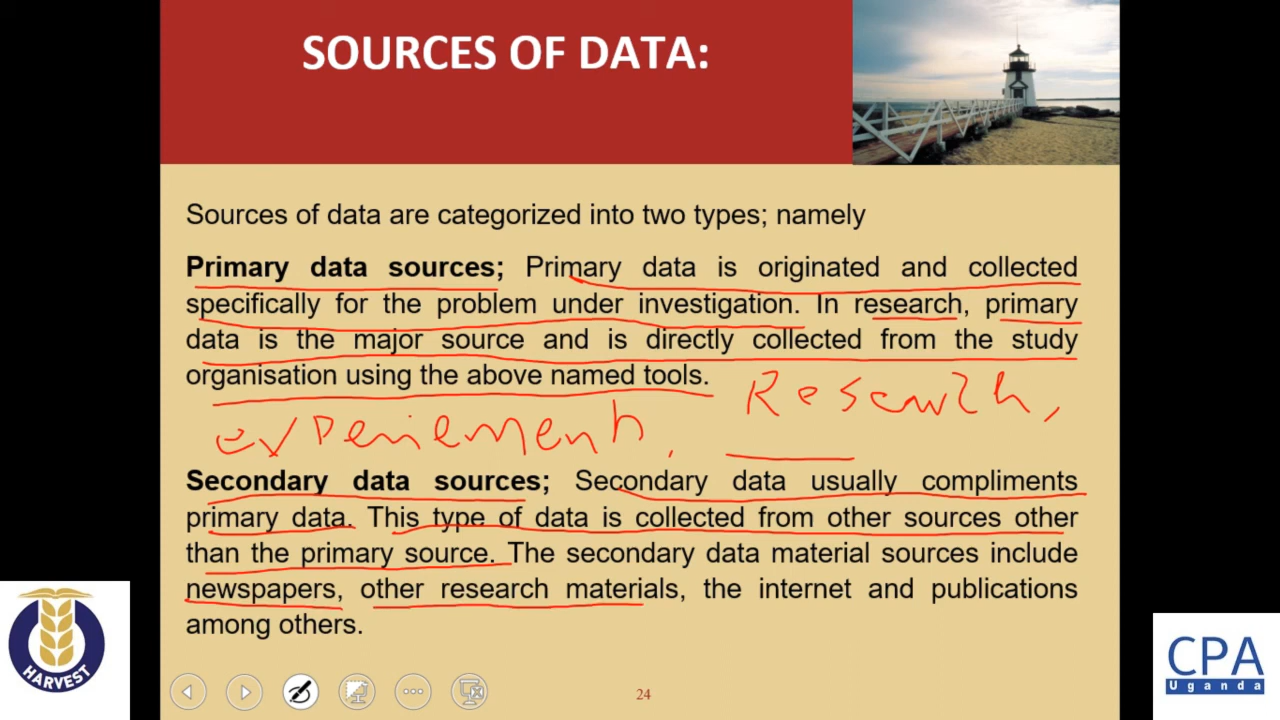 SOURCES OF DATA:
Sources of data are categorized into two types; namely
Primary data sources; Primary data is originated and collected
specifically for the problem under investigation. In research, primary
data is the major source and is directly collected from the study
organisation using the above named tools.
Research,
experiement,
Secondary data sources; Secondary data usually compliments
primary data. This type of data is collected from other sources other
than the primary source. The secondary data material sources include
newspapers, other research materials, the internet and publications
among others.
HARVEST
24
CPA
Uganda